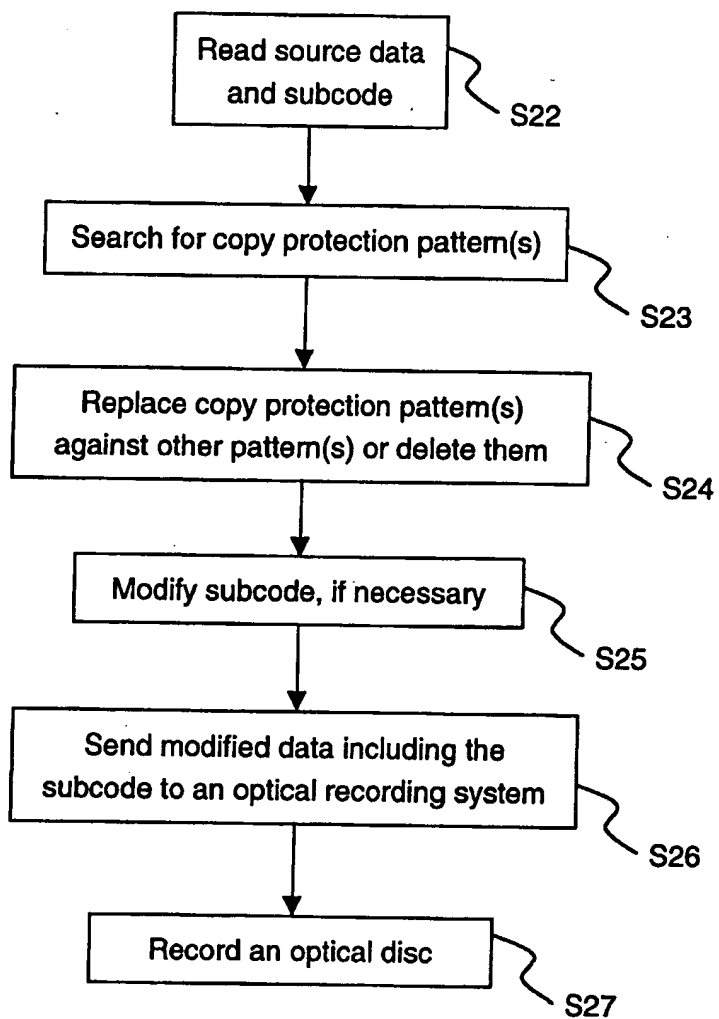 Read source data
and subcode
S22
Search for copy protection pattern(s)
S23
Replace copy protection pattern(s)
against other pattern(s) or delete them
S24
Modify subcode, if necessary
S25
Send modified data including the
subcode to an optical recording system
S26
Record an optical disc
S27